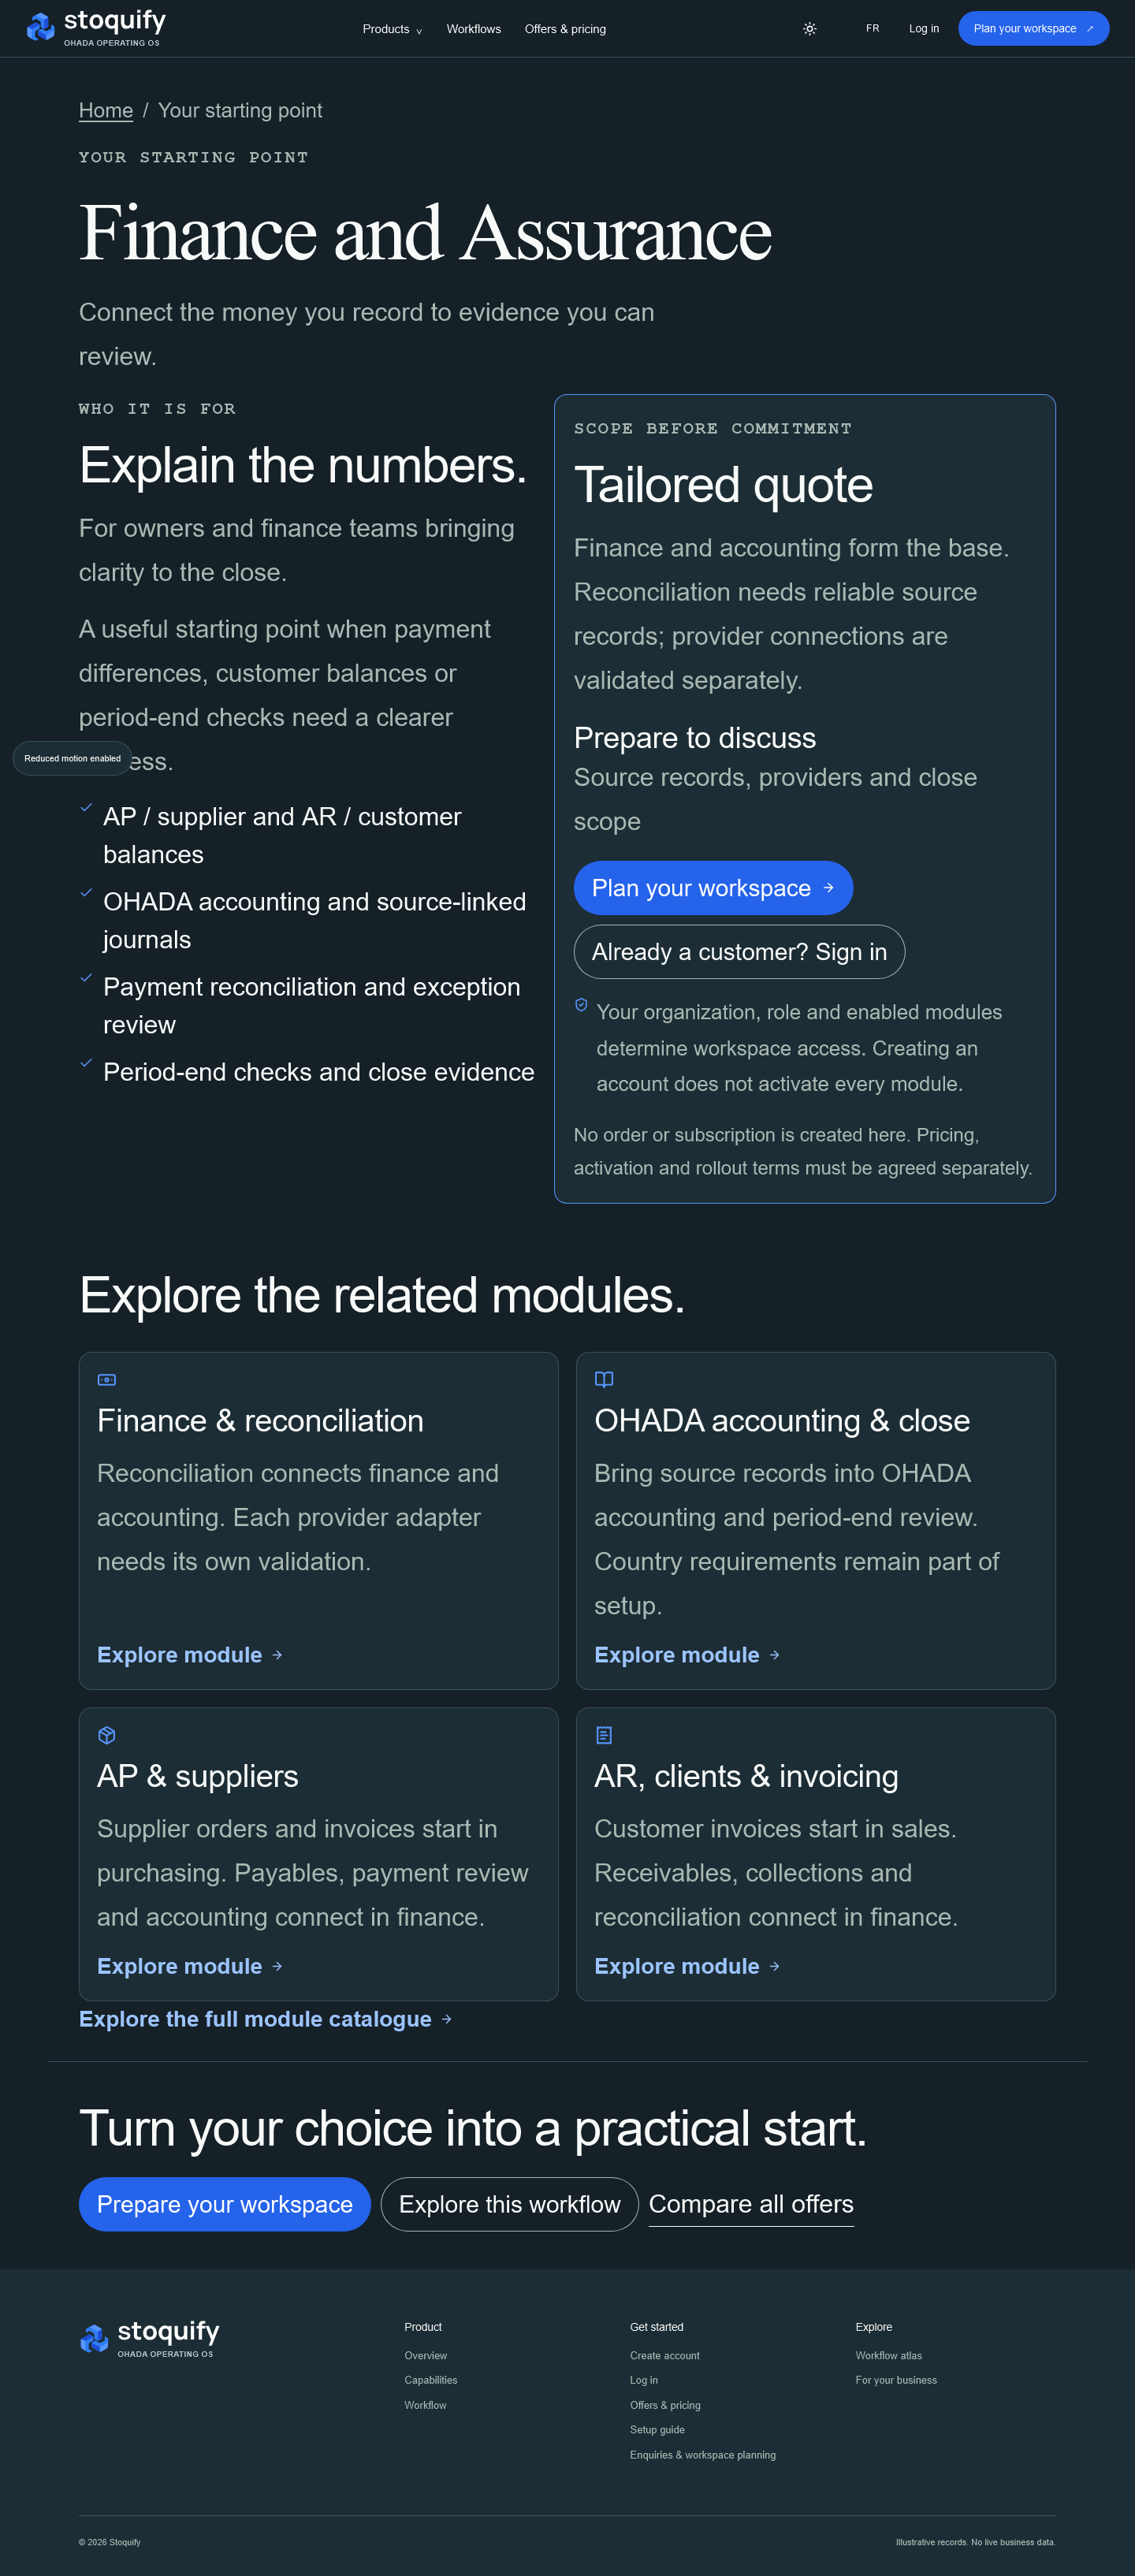 stoquify
OHADA OPERATING OS
Products
Workflows
Offers & pricing
FR
Log in
Plan your workspace ↗
Home / Your starting point
YOUR STARTING POINT
Finance and Assurance
Connect the money you record to evidence you can
review.
WHO IT IS FOR
Explain the numbers.
For owners and finance teams bringing
clarity to the close.
A useful starting point when payment
differences, customer balances or
period-end checks need a clearer
ess.
Reduced motion enabled
AP / supplier and AR / customer
balances
OHADA accounting and source-linked
journals
Payment reconciliation and exception
review
Period-end checks and close evidence
SCOPE BEFORE COMMITMENT
Tailored quote
Finance and accounting form the base.
Reconciliation needs reliable source
records; provider connections are
validated separately.
Prepare to discuss
Source records, providers and close
scope
Plan your workspace →
Already a customer? Sign in
Your organization, role and enabled modules
determine workspace access. Creating an
account does not activate every module.
No order or subscription is created here. Pricing,
activation and rollout terms must be agreed separately.
Explore the related modules.
Finance & reconciliation
Reconciliation connects finance and
accounting. Each provider adapter
needs its own validation.
Explore module →
OHADA accounting & close
Bring source records into OHADA
accounting and period-end review.
Country requirements remain part of
setup.
Explore module →
AP & suppliers
Supplier orders and invoices start in
purchasing. Payables, payment review
and accounting connect in finance.
Explore module →
AR, clients & invoicing
Customer invoices start in sales.
Receivables, collections and
reconciliation connect in finance.
Explore module →
Explore the full module catalogue →
Turn your choice into a practical start.
Prepare your workspace
Explore this workflow
Compare all offers
stoquify
OHADA OPERATING OS
Product
Overview
Capabilities
Workflow
Get started
Create account
Log in
Offers & pricing
Setup guide
Enquiries & workspace planning
Explore
Workflow atlas
For your business
© 2026 Stoquify
Illustrative records. No live business data.